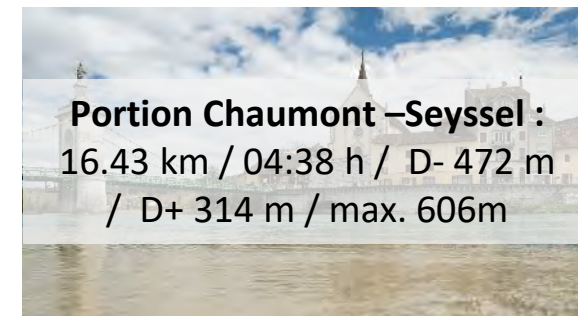 Portion Chaumont –Seyssel :
16.43 km / 04:38 h / D- 472 m
/ D+ 314 m / max. 606m